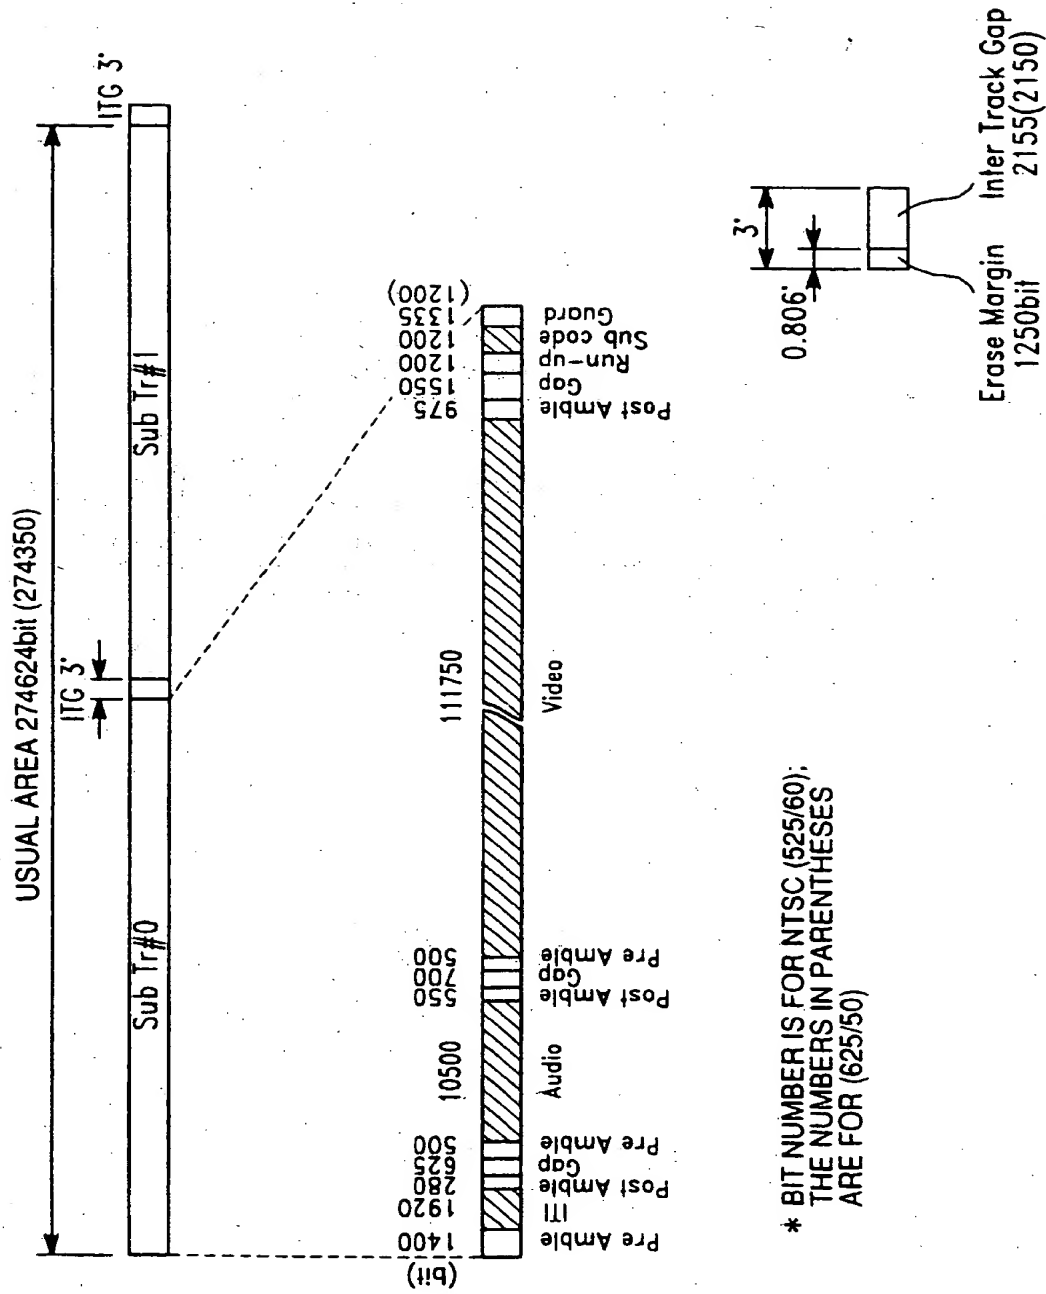 USUAL AREA 274624bit (274350)
ITG 3°
ITG 3°
Sub Tr#0
Sub Tr#1
(bit)
1400
1920
280
625
500
10500
550
700
500
111750
975
1550
1200
1200
1335
(1200)
Pre Amble
ITI
Post Amble
Gap
Pre Amble
Audio
Post Amble
Gap
Pre Amble
Video
Post Amble
Gap
Run-up
Sub code
Guard
3°
0.806°
Erase Margin
1250bit
Inter Track Gap
2155(2150)
* BIT NUMBER IS FOR NTSC (525/60);
THE NUMBERS IN PARENTHESES
ARE FOR (625/50)